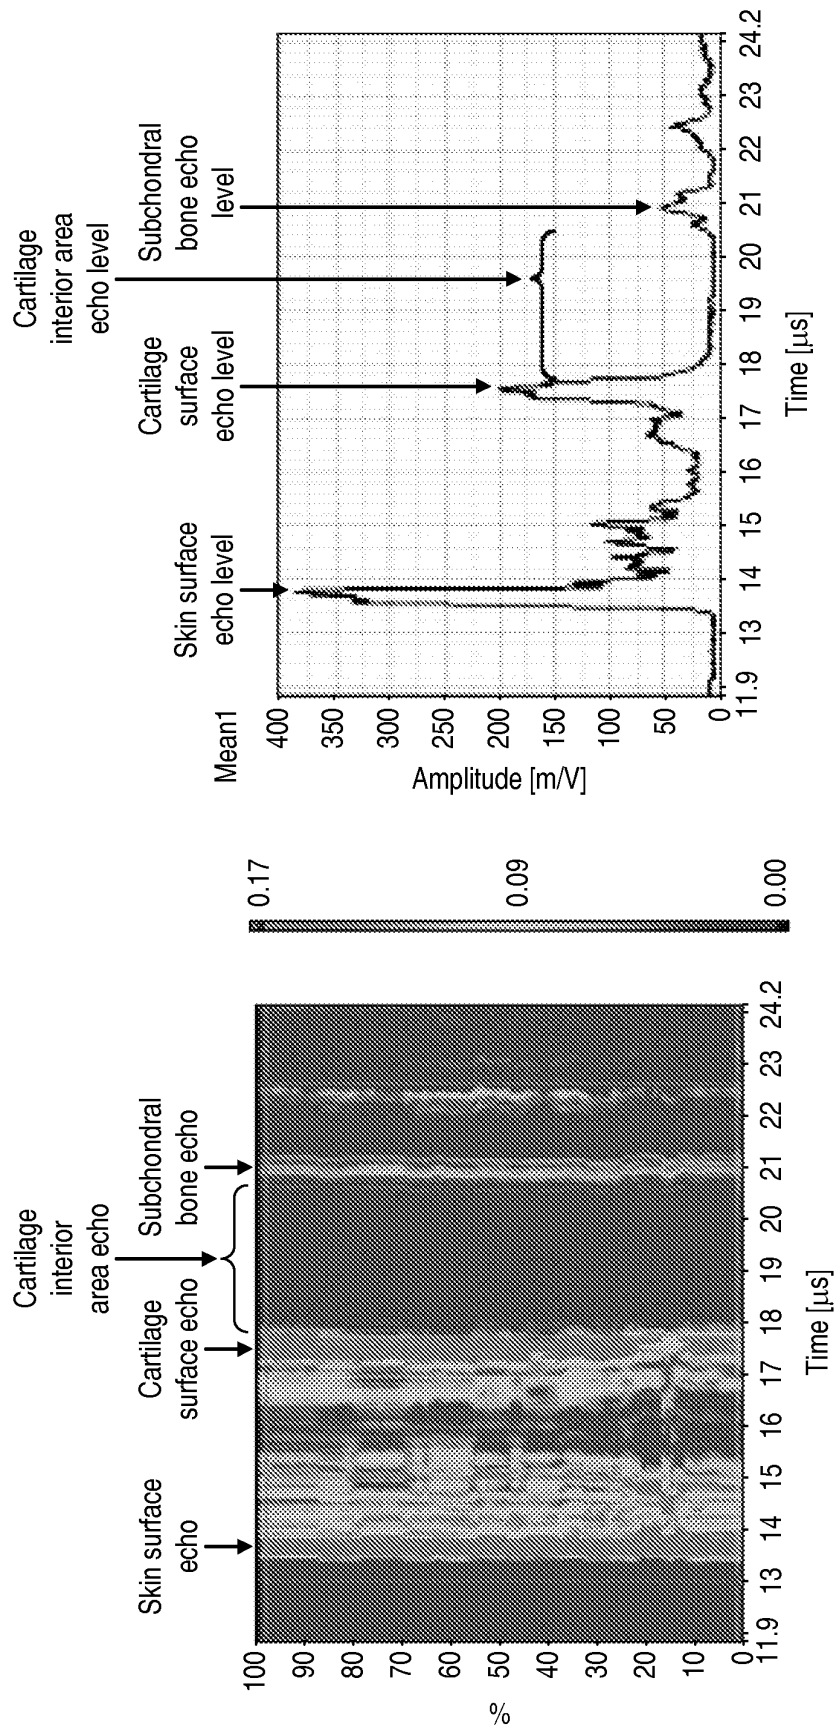 Cartilage
interior
area echo
Skin surface
echo
Cartilage
surface echo
Subchondral
bone echo
100
90
80
70
60
50
40
30
20
10
0
%
11.9
13
14
15
16
17
18
19
20
21
22
23
24.2
Time [µs]
0.17
0.09
0.00
Cartilage
interior area
echo level
Skin surface
echo level
Cartilage
surface
echo level
Subchondral
bone echo
level
Mean1
400
350
300
250
200
150
100
50
0
Amplitude [m/V]
11.9
13
14
15
16
17
18
19
20
21
22
23
24.2
Time [µs]